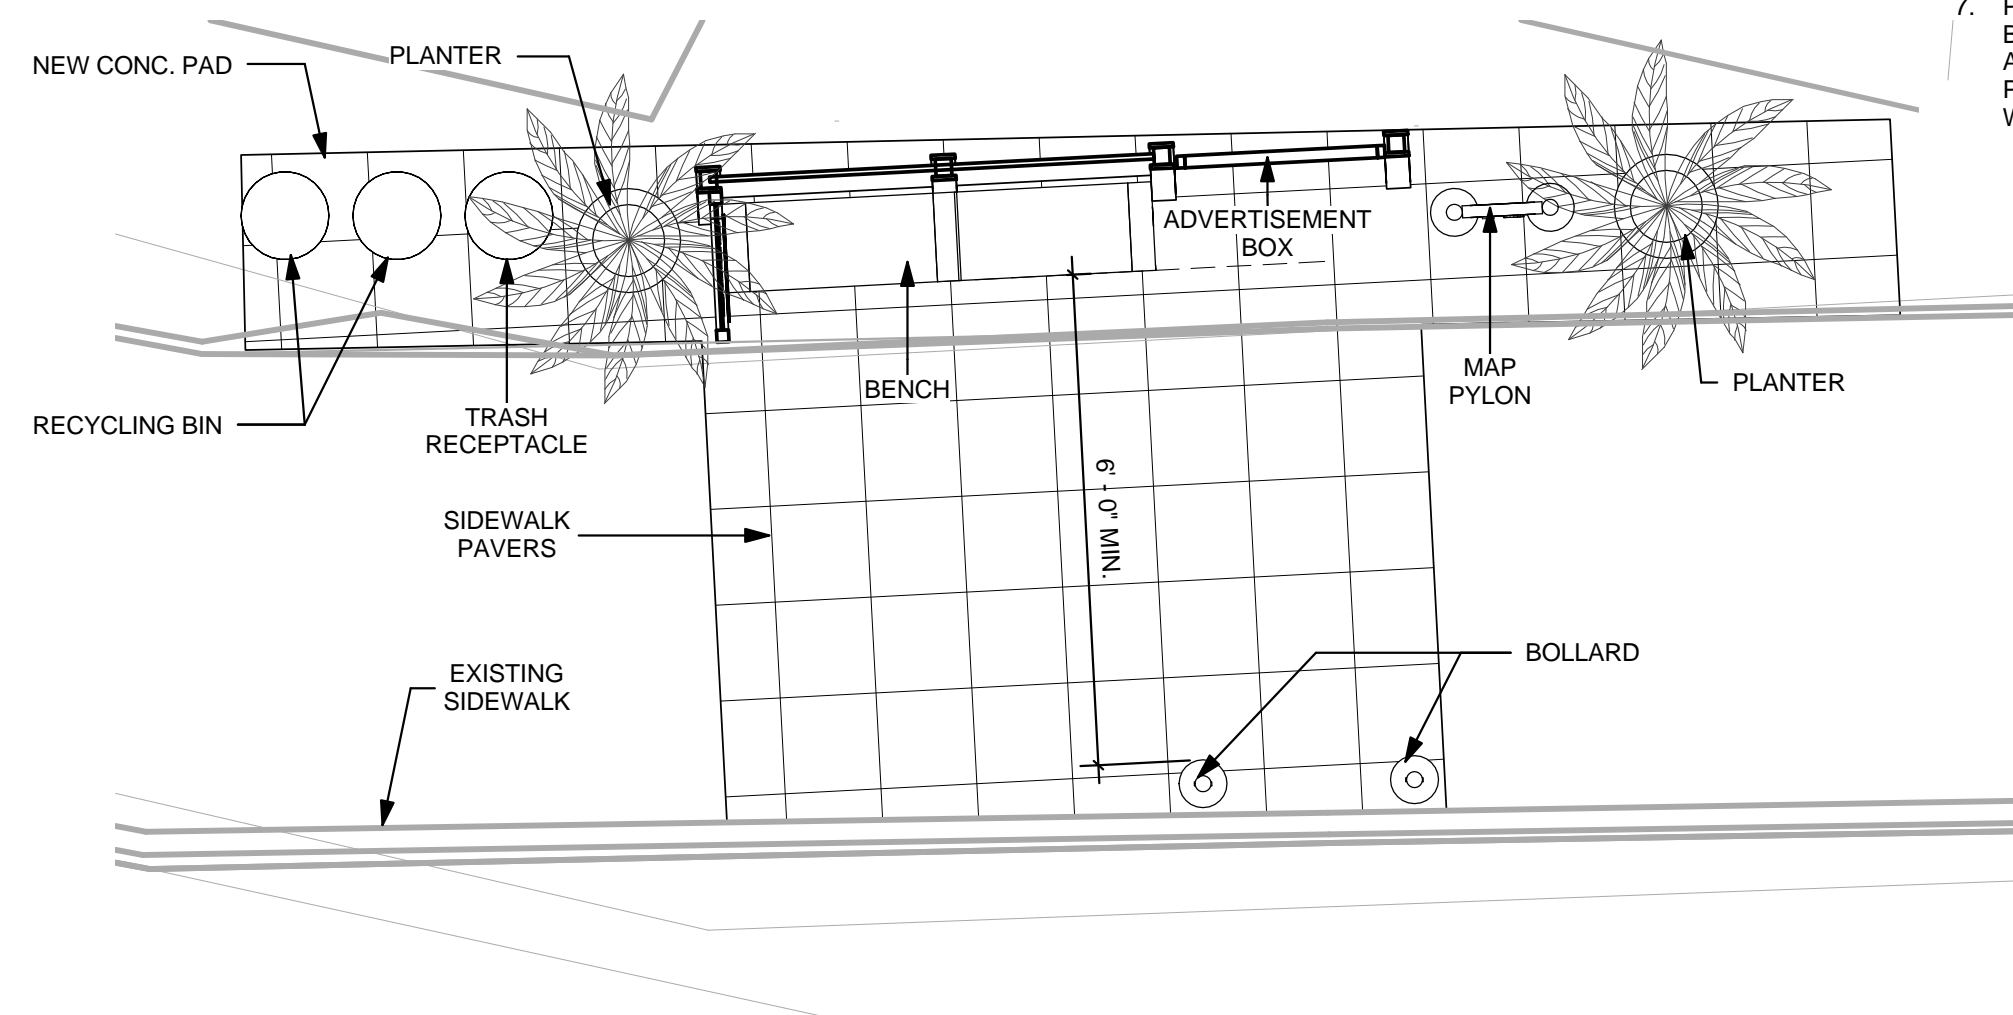 7.
NEW CONC. PAD
PLANTER
ADVERTISEMENT
BOX
MAP
PYLON
PLANTER
BENCH
RECYCLING BIN
TRASH
RECEPTACLE
SIDEWALK
PAVERS
6' - 0" MIN.
BOLLARD
EXISTING
SIDEWALK